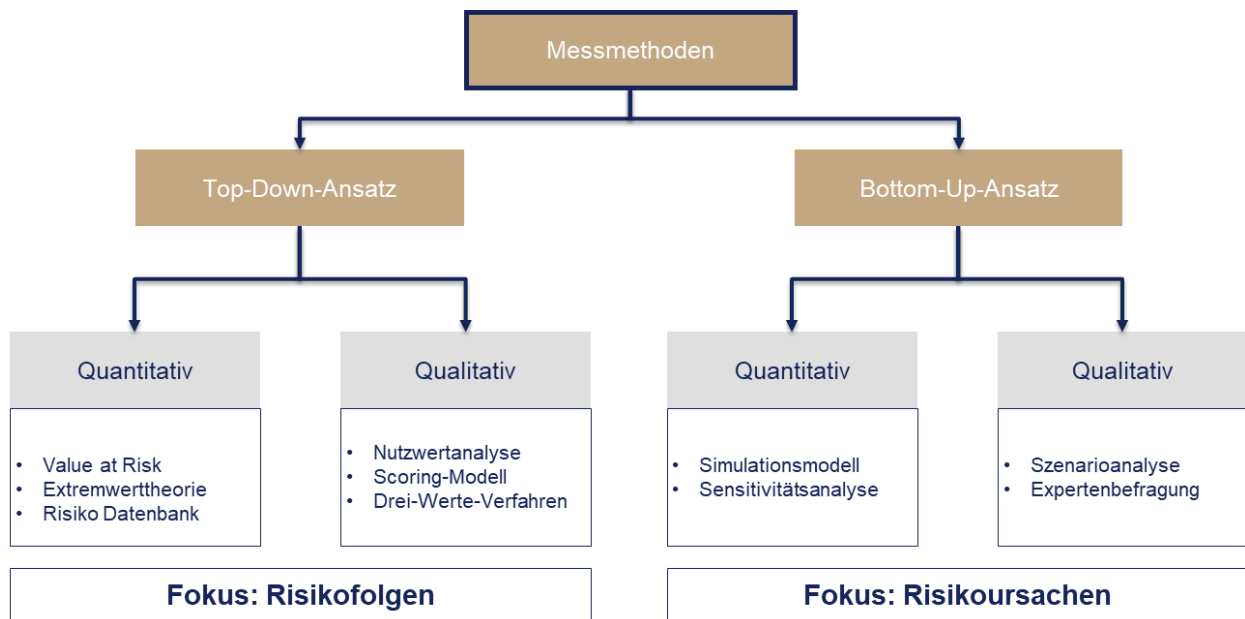 Messmethoden
Top-Down-Ansatz
Bottom-Up-Ansatz
Quantitativ
• Value at Risk
• Extremwerttheorie
• Risiko Datenbank
Qualitativ
• Nutzwertanalyse
• Scoring-Modell
• Drei-Werte-Verfahren
Quantitativ
• Simulationsmodell
• Sensitivitätsanalyse
Qualitativ
• Szenarioanalyse
• Expertenbefragung
Fokus: Risikofolgen
Fokus: Risikoursachen